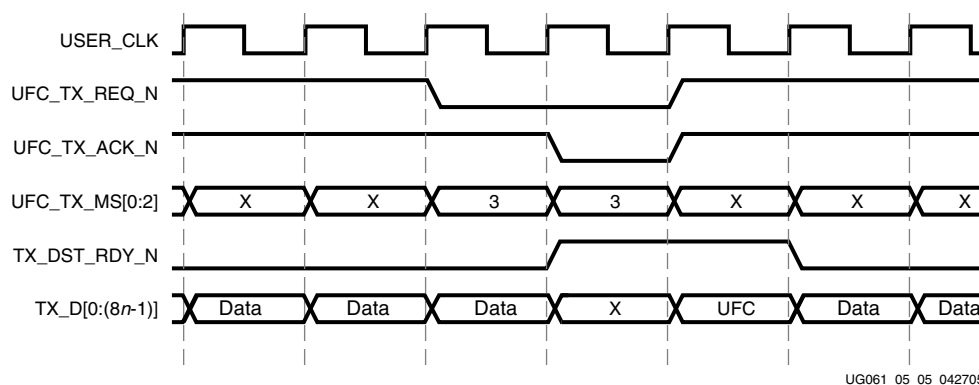 USER_CLK
UFC_TX_REQ_N
UFC_TX_ACK_N
UFC_TX_MS[0:2] X X 3 3 X X X
TX_DST_RDY_N
TX_D[0:(8n-1)] Data Data Data X UFC Data Data
UG061_05_05_042705